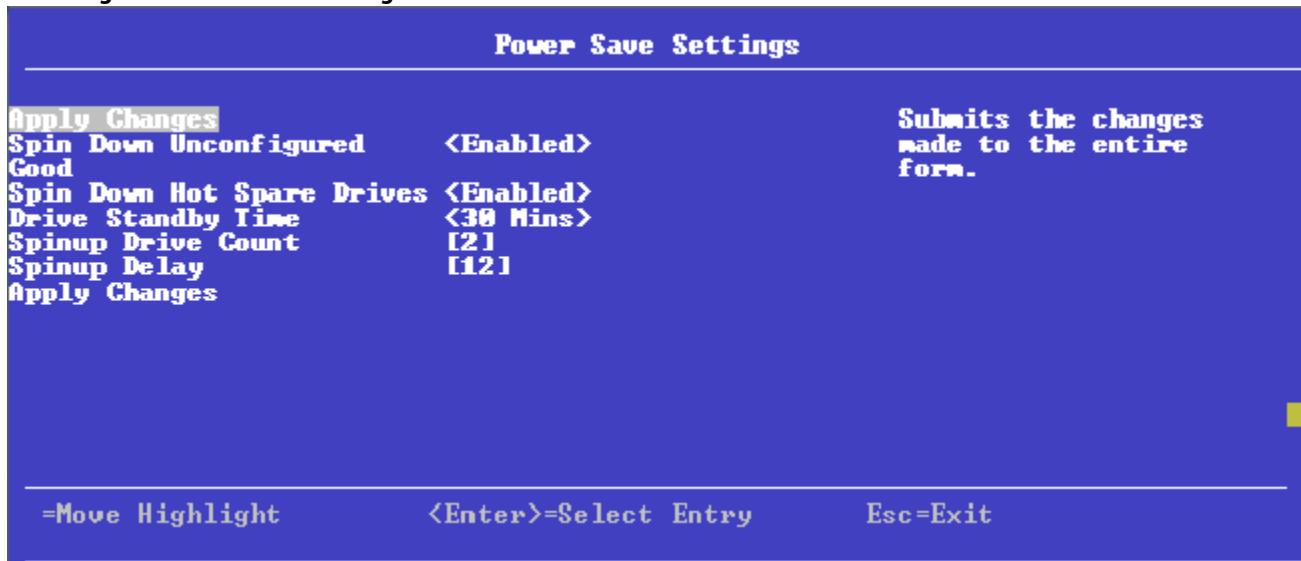 Power Save Settings
Apply Changes
Submits the changes
Spin Down Unconfigured <Enabled>
made to the entire
Good
form.
Spin Down Hot Spare Drives <Enabled>
Drive Standby Time <30 Mins>
Spinup Drive Count [2]
Spinup Delay [12]
Apply Changes
=Move Highlight <Enter>=Select Entry Esc=Exit